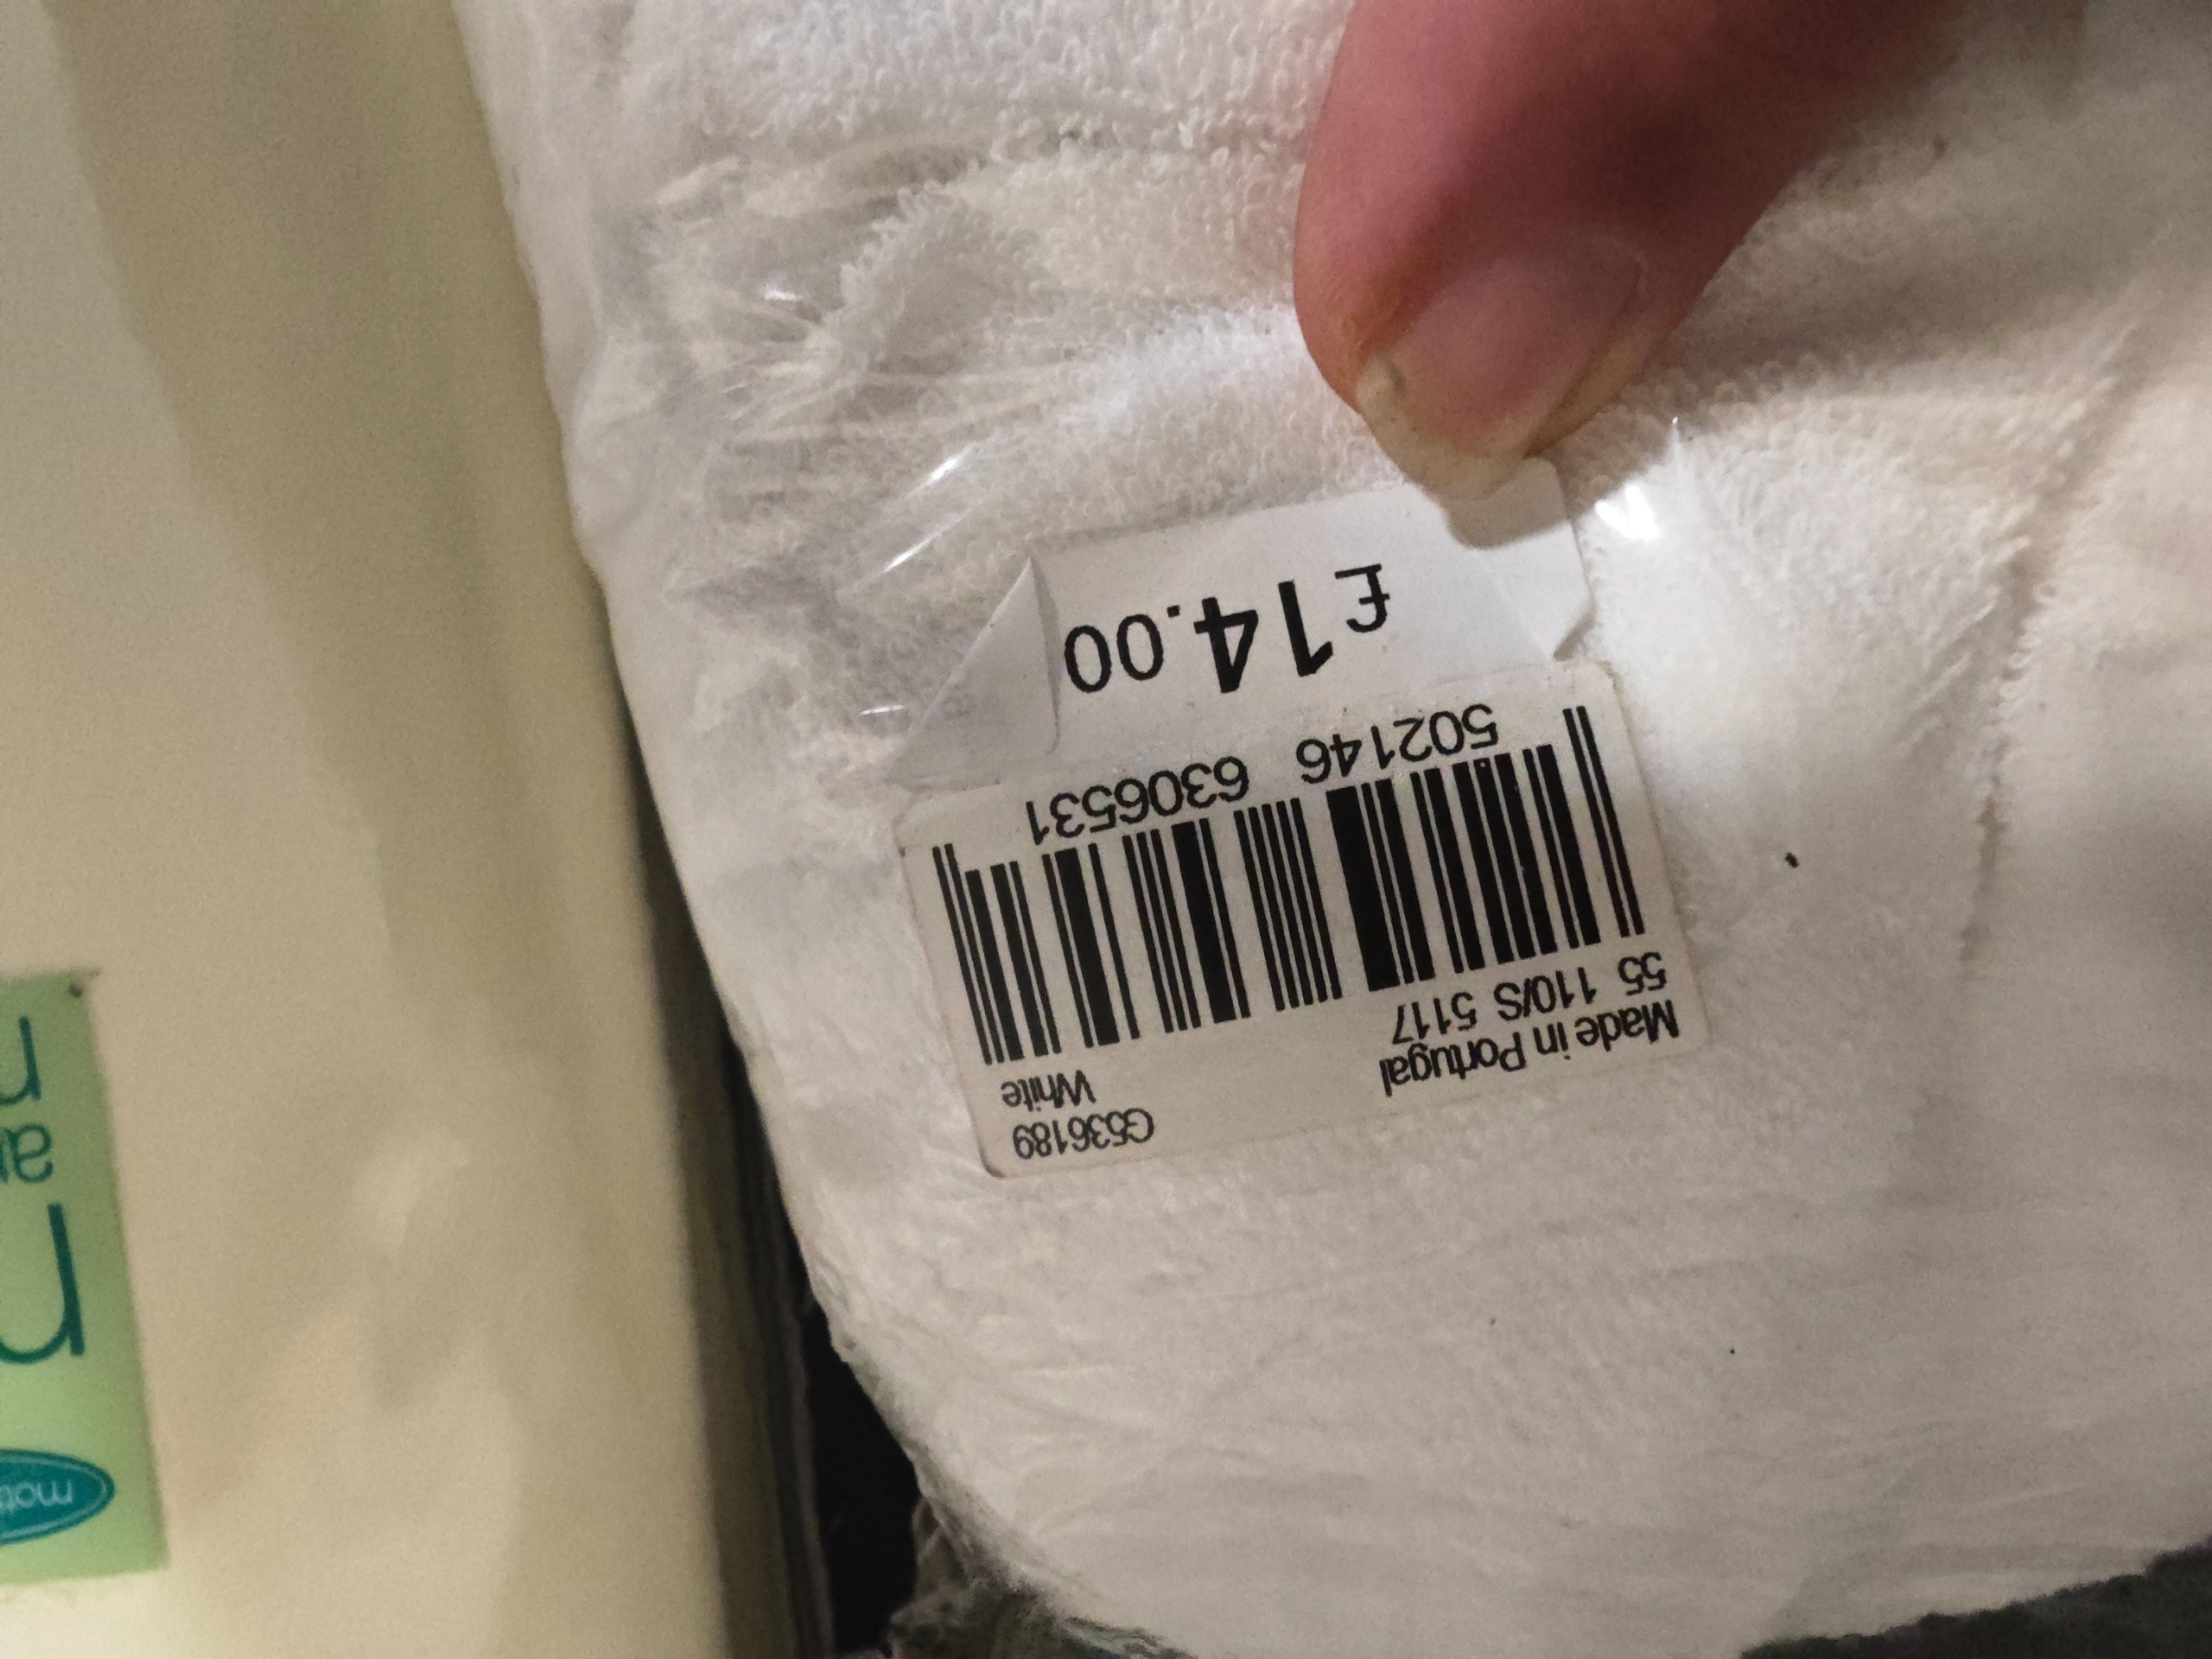 G536189
Made in Portugal White
55 110/S 5117
502146 6306531
£14.00